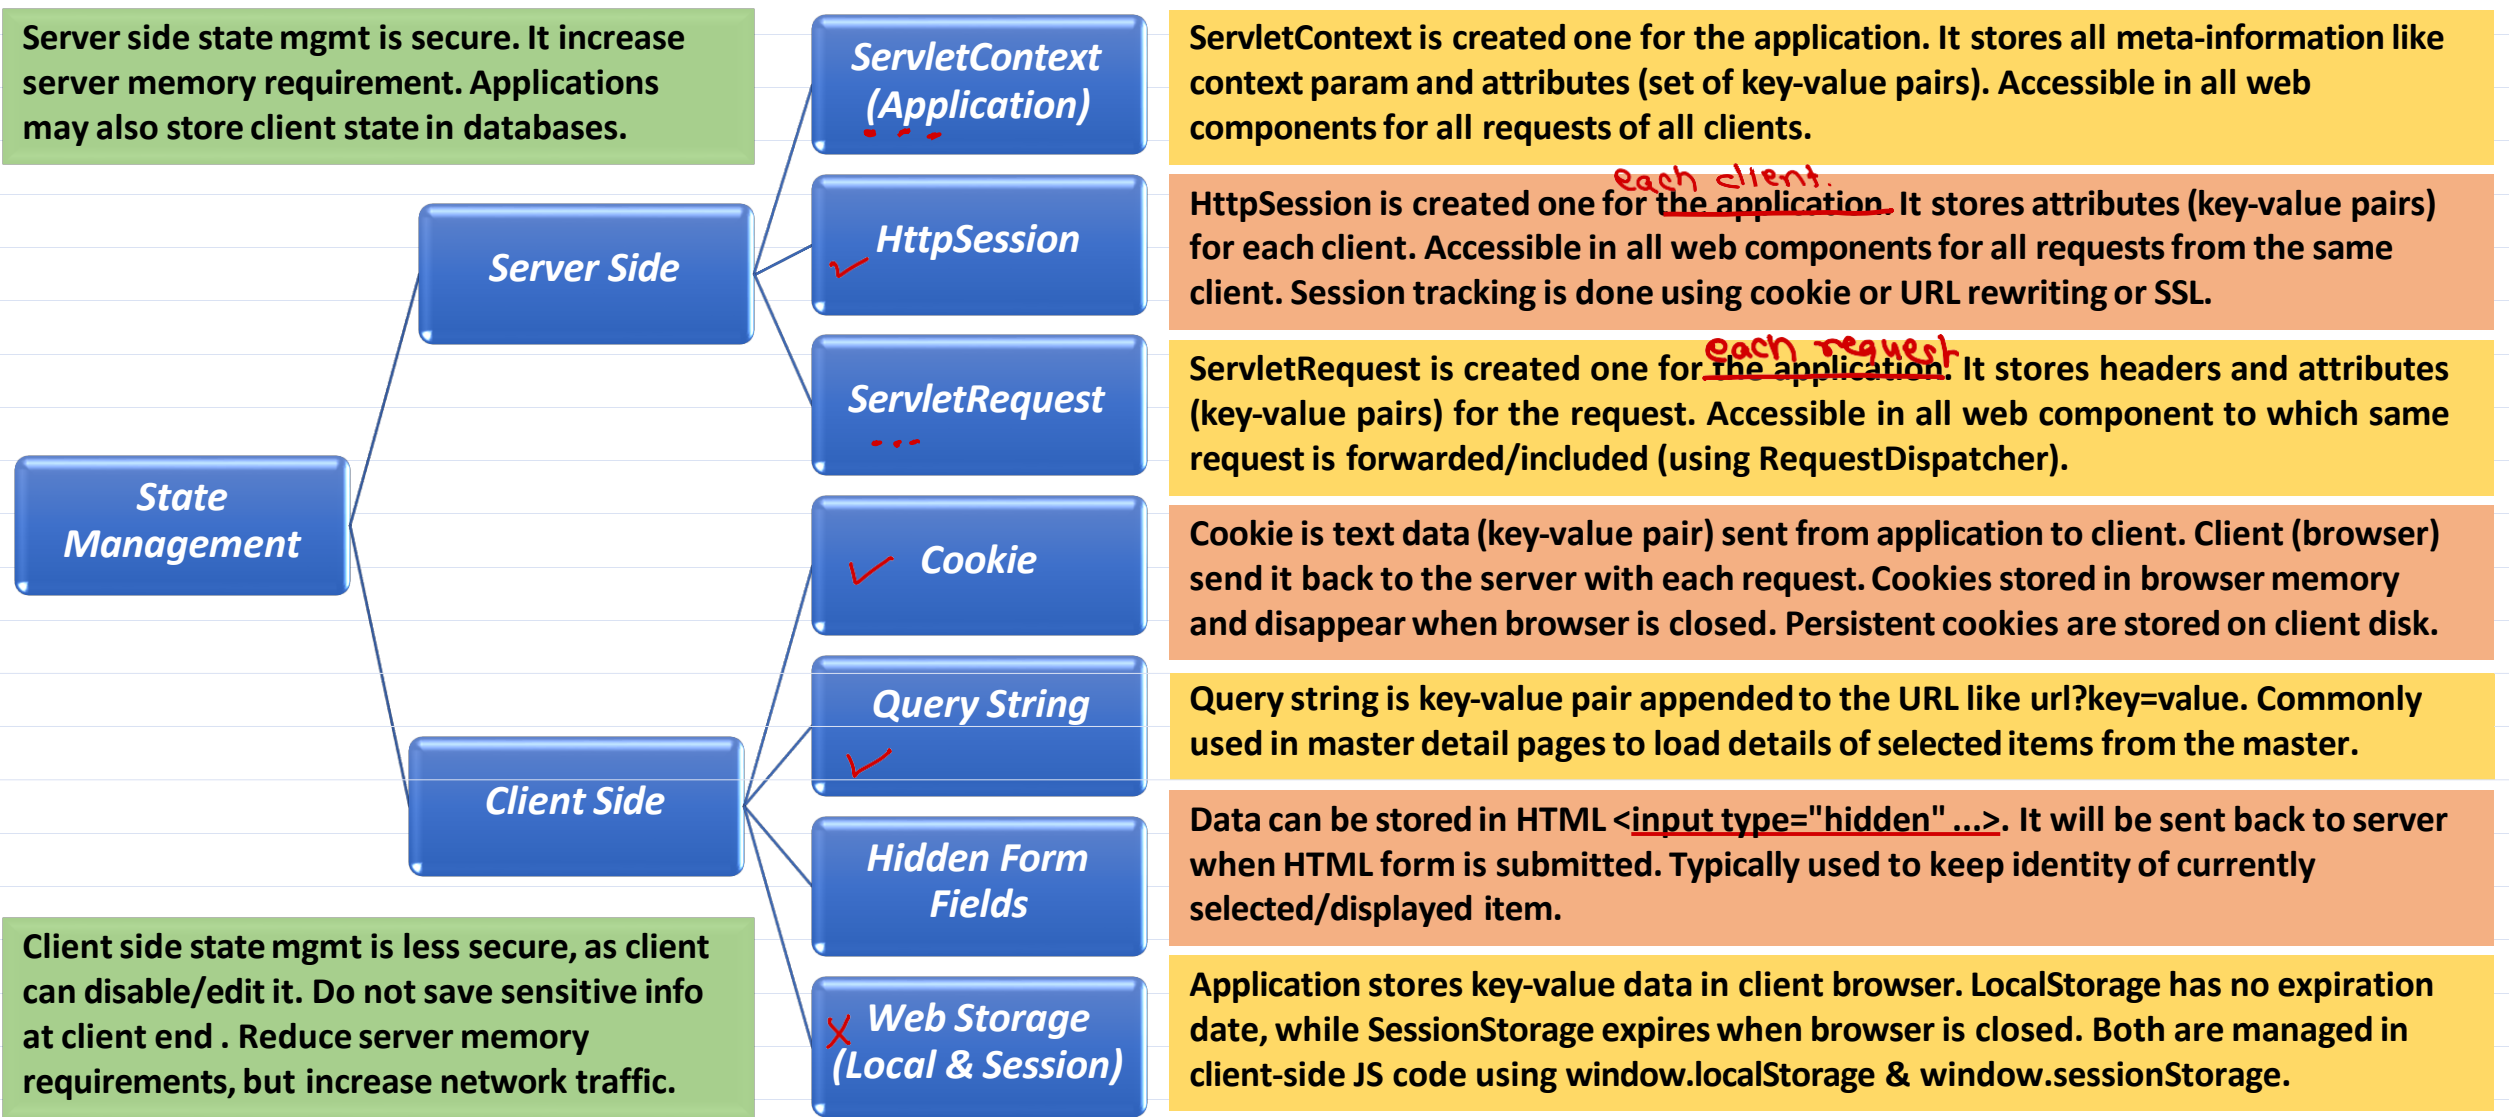 Server side state mgmt is secure. It increase
server memory requirement. Applications
may also store client state in databases.
ServletContext
(Application)
ServletContext is created one for the application. It stores all meta-information like
context param and attributes (set of key-value pairs). Accessible in all web
components for all requests of all clients.
each client.
HttpSession is created one for the application. It stores attributes (key-value pairs)
for each client. Accessible in all web components for all requests from the same
client. Session tracking is done using cookie or URL rewriting or SSL.
HttpSession
Server Side
each request
ServletRequest is created one for the application. It stores headers and attributes
(key-value pairs) for the request. Accessible in all web component to which same
request is forwarded/included (using RequestDispatcher).
ServletRequest
State
Management
Cookie
Cookie is text data (key-value pair) sent from application to client. Client (browser)
send it back to the server with each request. Cookies stored in browser memory
and disappear when browser is closed. Persistent cookies are stored on client disk.
Query String
Query string is key-value pair appended to the URL like url?key=value. Commonly
used in master detail pages to load details of selected items from the master.
Client Side
Hidden Form
Fields
Data can be stored in HTML <input type="hidden" ...>. It will be sent back to server
when HTML form is submitted. Typically used to keep identity of currently
selected/displayed item.
Client side state mgmt is less secure, as client
can disable/edit it. Do not save sensitive info
at client end . Reduce server memory
requirements, but increase network traffic.
Web Storage
(Local & Session)
Application stores key-value data in client browser. LocalStorage has no expiration
date, while SessionStorage expires when browser is closed. Both are managed in
client-side JS code using window.localStorage & window.sessionStorage.